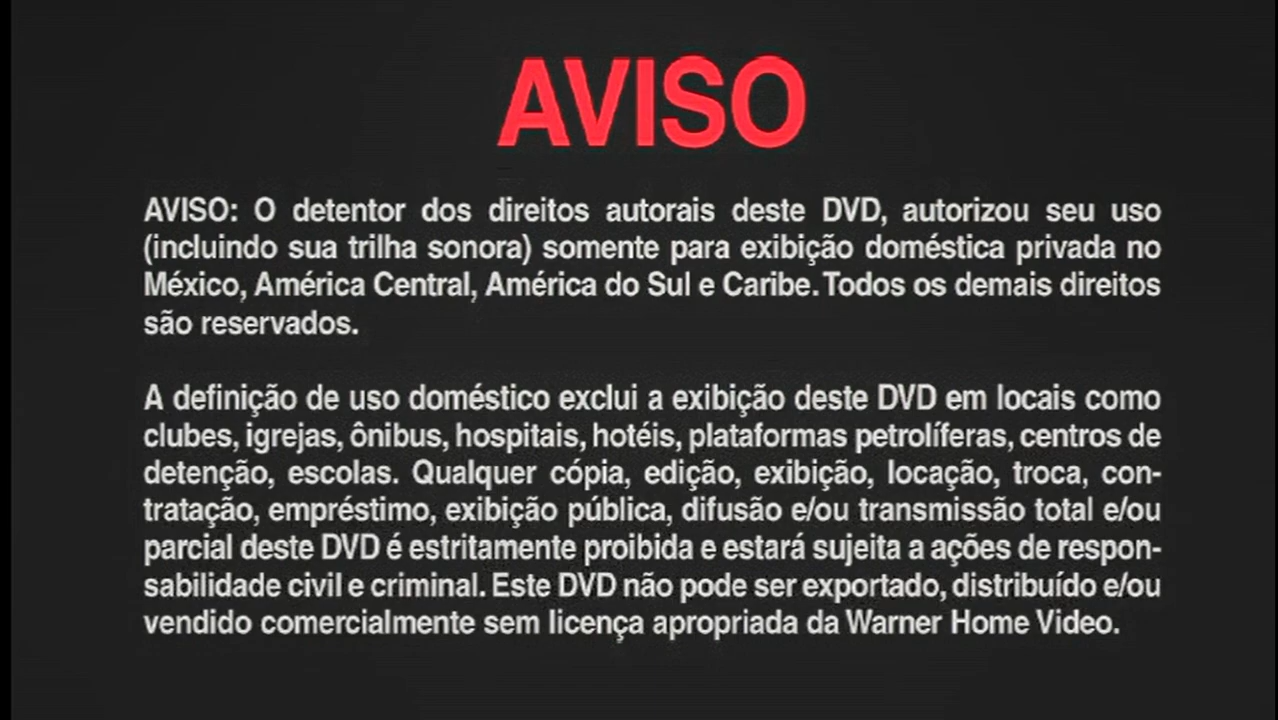 AVISO
AVISO: O detentor dos direitos autorais deste DVD, autorizou seu uso
(incluindo sua trilha sonora) somente para exibição doméstica privada no
México, América Central, América do Sul e Caribe. Todos os demais direitos
são reservados.
A definição de uso doméstico exclui a exibição deste DVD em locais como
clubes, igrejas, ônibus, hospitais, hotéis, plataformas petrolíferas, centros de
detenção, escolas. Qualquer cópia, edição, exibição, locação, troca, con-
tratação, empréstimo, exibição pública, difusão e/ou transmissão total e/ou
parcial deste DVD é estritamente proibida e estará sujeita a ações de respon-
sabilidade civil e criminal. Este DVD não pode ser exportado, distribuído e/ou
vendido comercialmente sem licença apropriada da Warner Home Video.